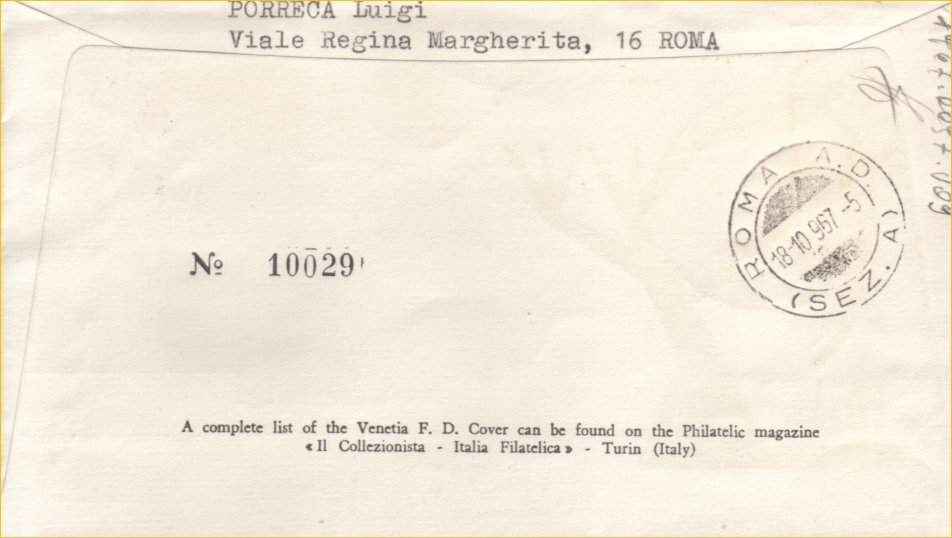 PORRECA Luigi
Viale Regina Margherita, 16 ROMA
ROMA A.D.
18-10 967 -5
(SEZ. A)
№ 10029
A complete list of the Venetia F. D. Cover can be found on the Philatelic magazine
«Il Collezionista - Italia Filatelica» - Turin (Italy)